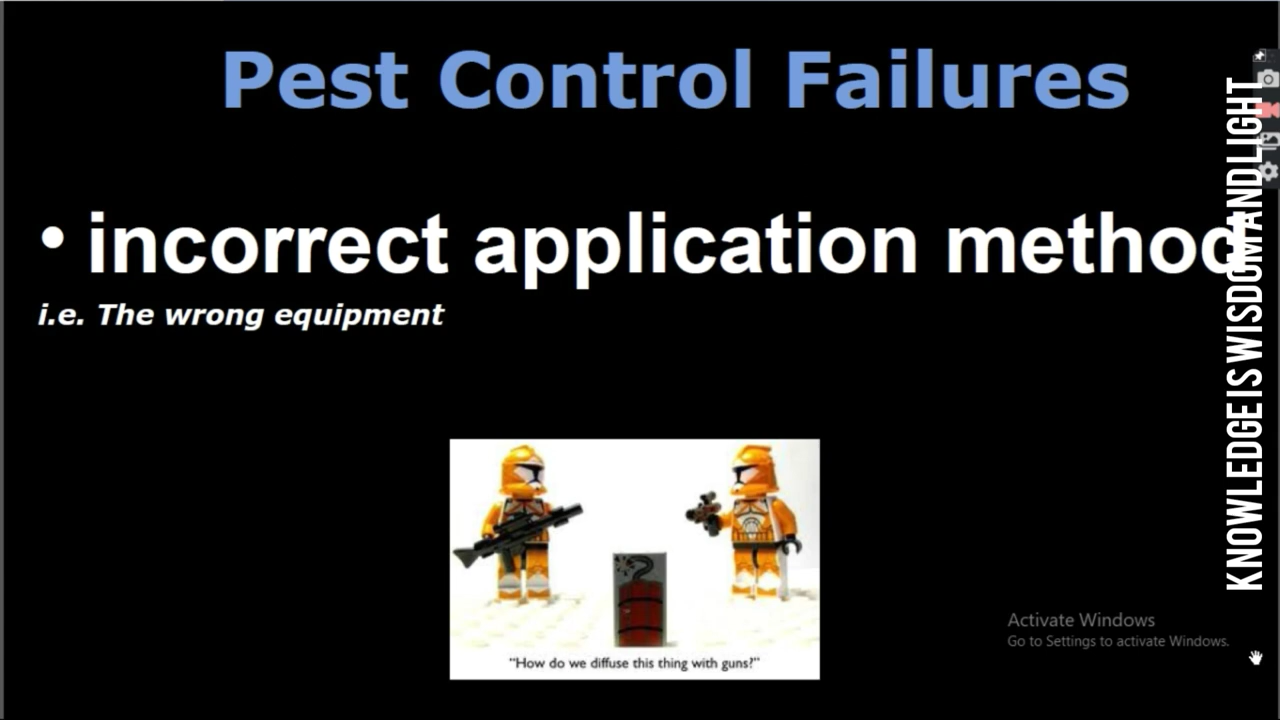 Pest Control Failures
• incorrect application method
i.e. The wrong equipment
"How do we diffuse this thing with guns?"
KNOWLEDGE IS WISDOM AND LIGHT
Activate Windows
Go to Settings to activate Windows.